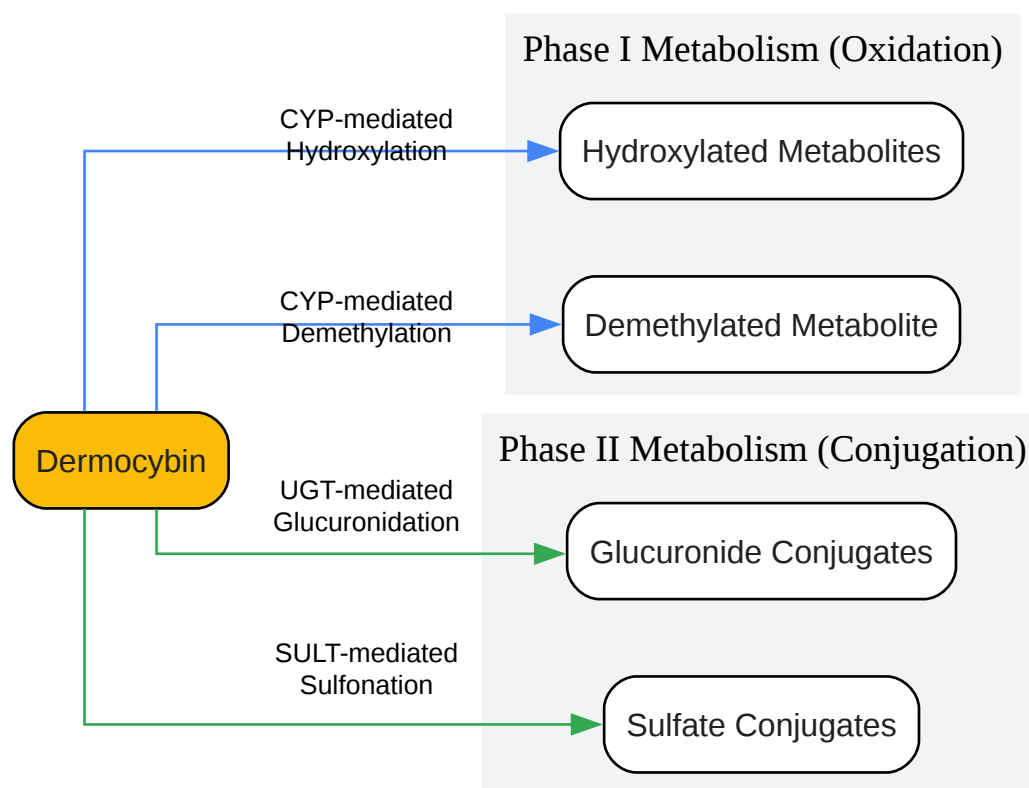 Phase I Metabolism (Oxidation)
CYP-mediated
Hydroxylation
Hydroxylated Metabolites
CYP-mediated
Demethylation
Demethylated Metabolite
Dermocybin
Phase II Metabolism (Conjugation)
UGT-mediated
Glucuronidation
Glucuronide Conjugates
SULT-mediated
Sulfonation
Sulfate Conjugates